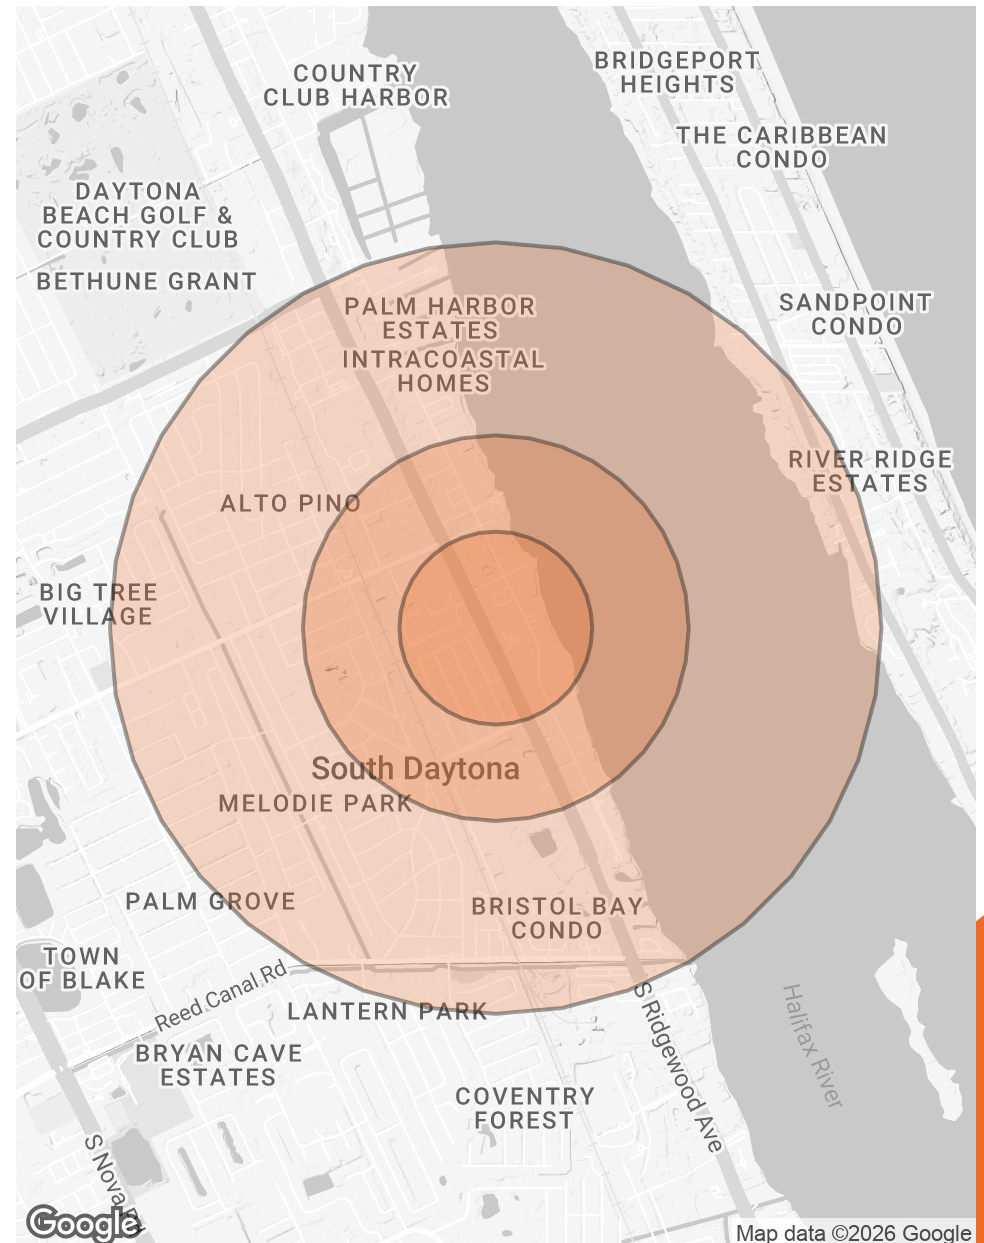 BRIDGEPORT
HEIGHTS
COUNTRY
CLUB HARBOR
THE CARIBBEAN
CONDO
DAYTONA
BEACH GOLF &
COUNTRY CLUB
BETHUNE GRANT
PALM HARBOR
ESTATES
SANDPOINT
CONDO
INTRACOASTAL
HOMES
RIVER RIDGE
ESTATES
ALTO PINO
BIG TREE
VILLAGE
South Daytona
MELODIE PARK
PALM GROVE
BRISTOL BAY
CONDO
TOWN
OF BLAKE
Reed Canal Rd
LANTERN PARK
S Ridgewood Ave
Halifax River
BRYAN CAVE
ESTATES
COVENTRY
FOREST
S Nova Rd
Google
Map data ©2026 Google